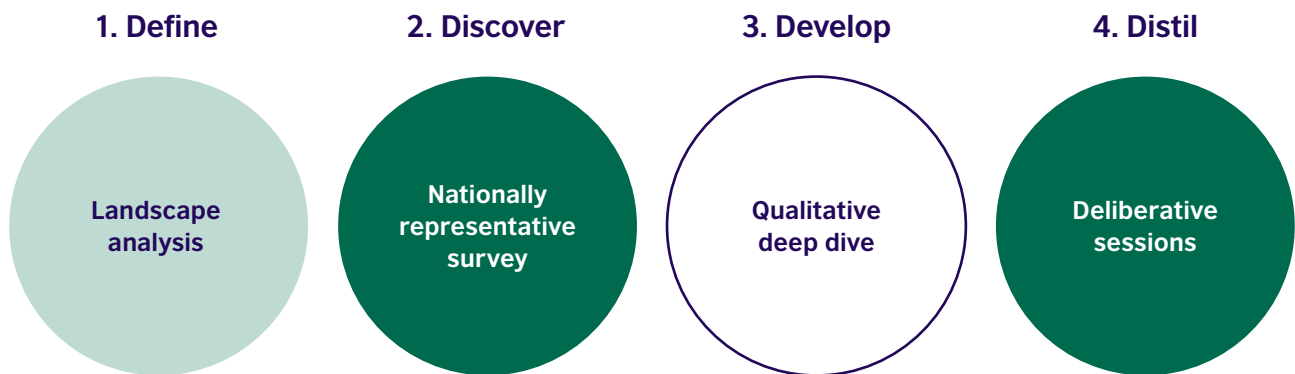 1. Define
2. Discover
3. Develop
4. Distil
Landscape
analysis
Nationally
representative
survey
Qualitative
deep dive
Deliberative
sessions